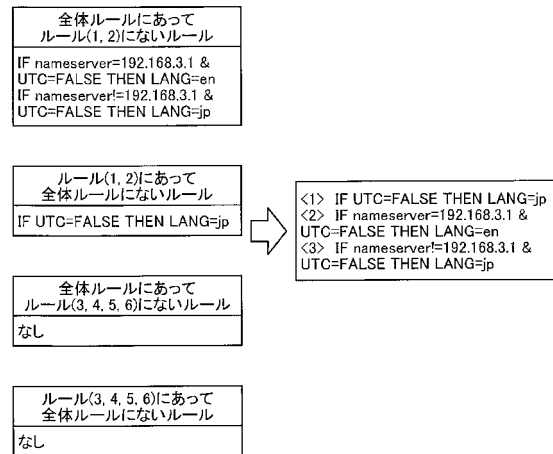 全体ルールにあって
ルール(1, 2)にないルール
IF nameserver=192.168.3.1 &
UTC=FALSE THEN LANG=en
IF nameserver!=192.168.3.1 &
UTC=FALSE THEN LANG=jp
ルール(1, 2)にあって
全体ルールにないルール
IF UTC=FALSE THEN LANG=jp
全体ルールにあって
ルール(3, 4, 5, 6)にないルール
なし
ルール(3, 4, 5, 6)にあって
全体ルールにないルール
なし
<1> IF UTC=FALSE THEN LANG=jp
<2> IF nameserver=192.168.3.1 &
UTC=FALSE THEN LANG=en
<3> IF nameserver!=192.168.3.1 &
UTC=FALSE THEN LANG=jp